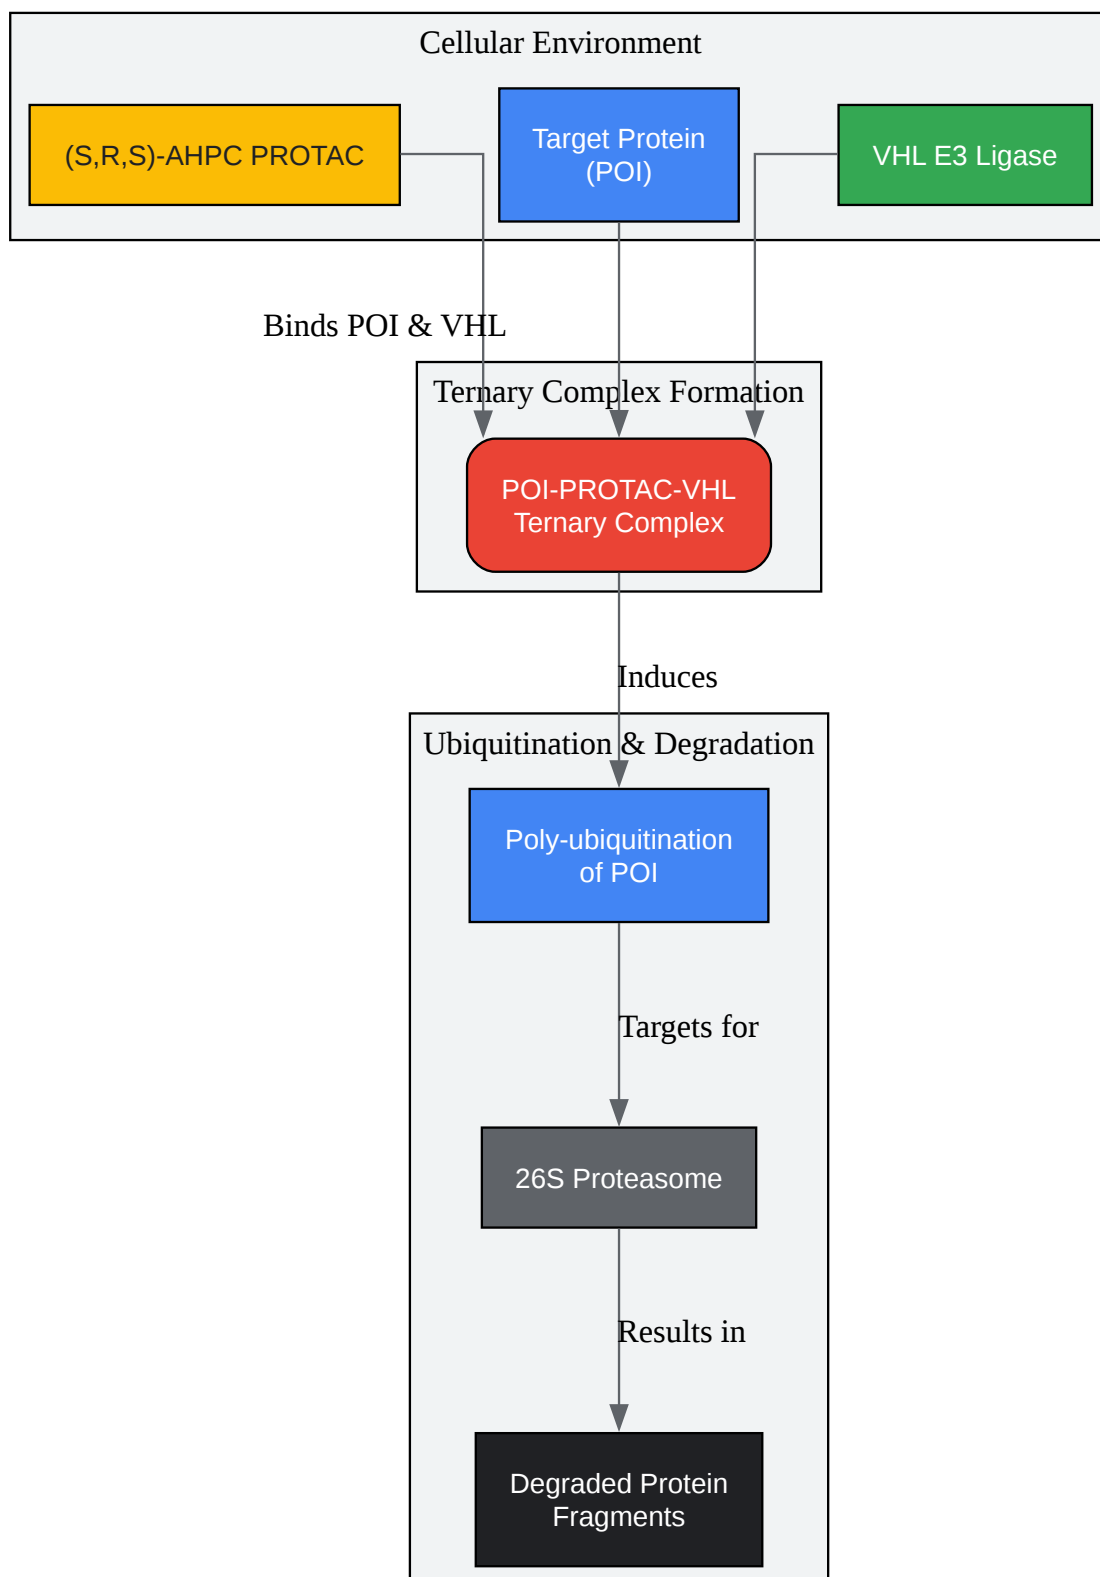 Cellular Environment
(S,R,S)-AHPC PROTAC
Target Protein
(POI)
VHL E3 Ligase
Binds POI & VHL
Ternary Complex Formation
POI-PROTAC-VHL
Ternary Complex
Induces
Ubiquitination & Degradation
Poly-ubiquitination
of POI
Targets for
26S Proteasome
Results in
Degraded Protein
Fragments